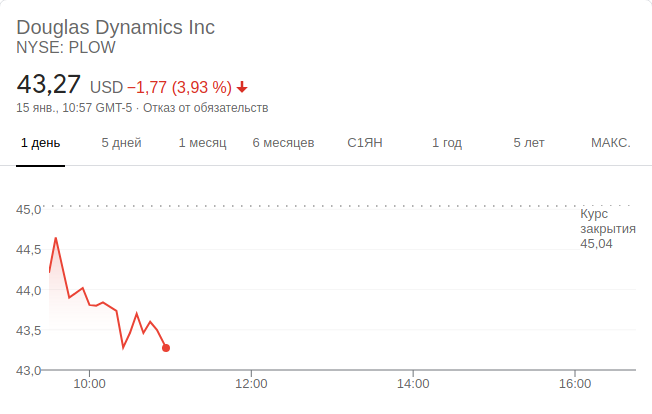 Douglas Dynamics Inc
NYSE: PLOW
43,27 USD −1,77 (3,93 %)
15 янв., 10:57 GMT-5 · Отказ от обязательств
1 день 5 дней 1 месяц 6 месяцев С1ЯН 1 год 5 лет МАКС.
45,0
Курс
закрытия
45,04
44,5
44,0
43,5
43,0
10:00 12:00 14:00 16:00